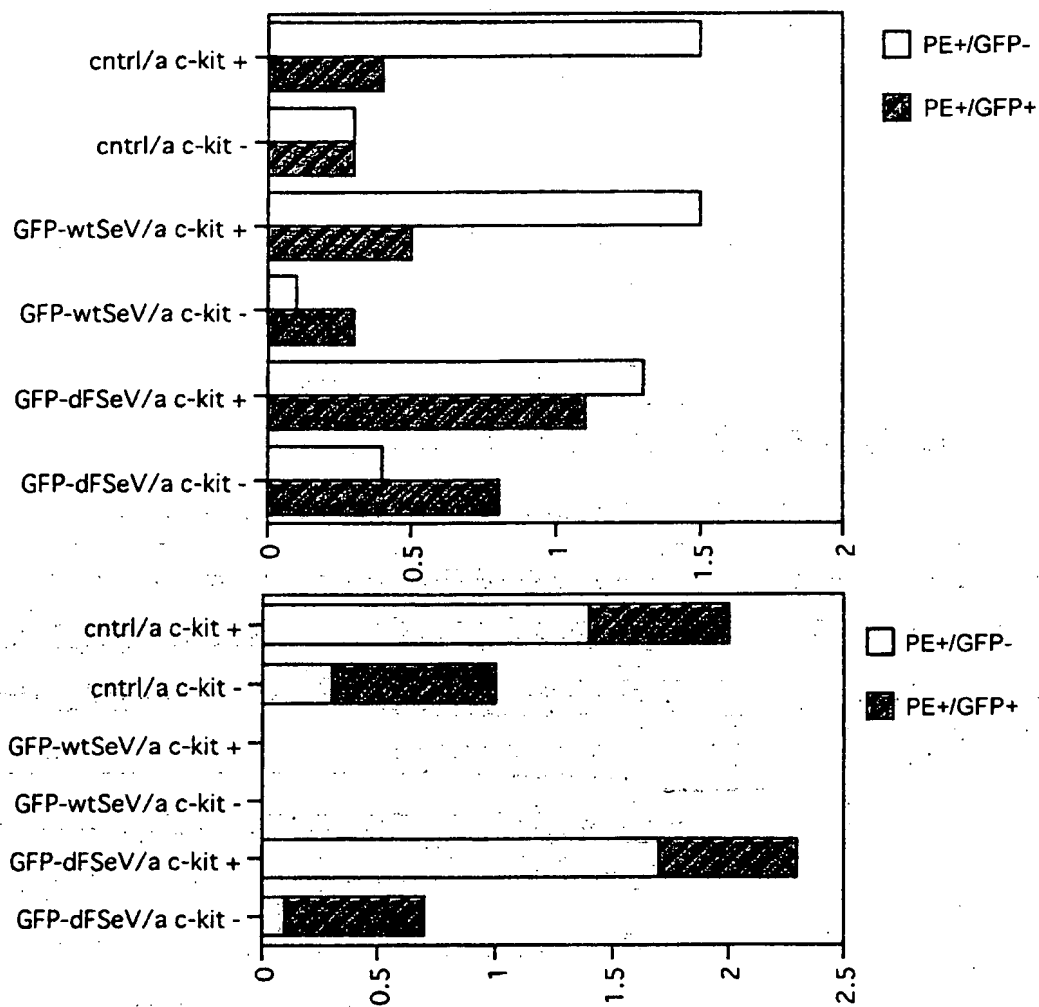 cntrl/a c-kit +
cntrl/a c-kit -
GFP-wtSeV/a c-kit +
GFP-wtSeV/a c-kit -
GFP-dFSeV/a c-kit +
GFP-dFSeV/a c-kit -
0 0.5 1 1.5 2
PE+/GFP-
PE+/GFP+
cntrl/a c-kit +
cntrl/a c-kit -
GFP-wtSeV/a c-kit +
GFP-wtSeV/a c-kit -
GFP-dFSeV/a c-kit +
GFP-dFSeV/a c-kit -
0 0.5 1 1.5 2 2.5
PE+/GFP-
PE+/GFP+